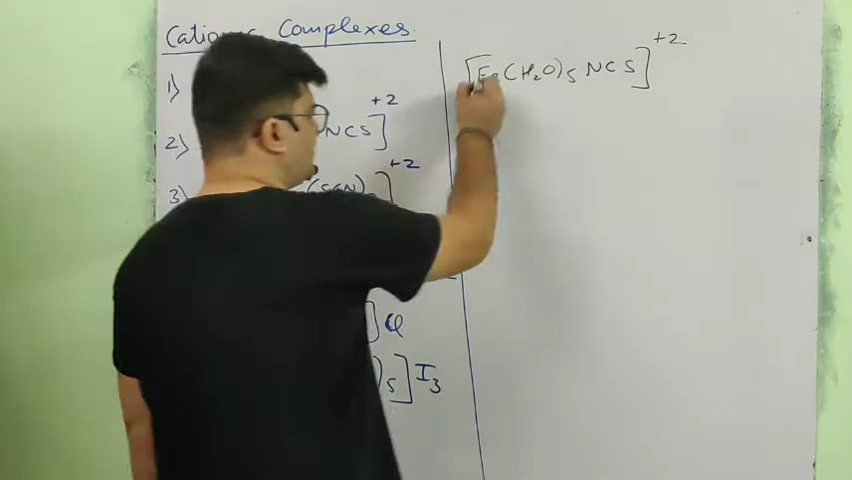 Cationic Complexes
1)
2) NCS]+2
3) (SCN) ]+2
]Cl
)5]I3
[Fe(H2O)5 NCS]+2